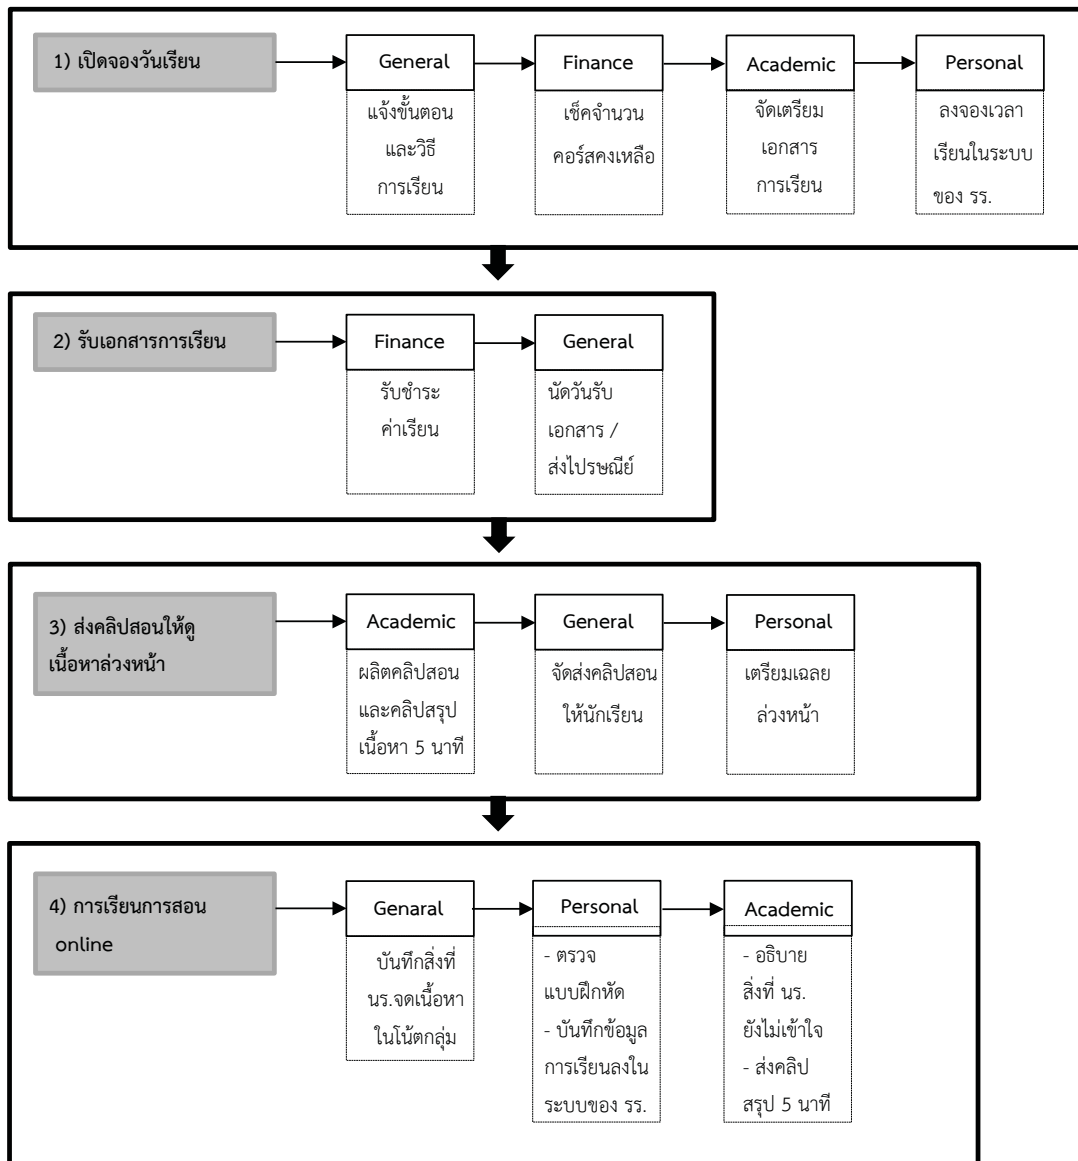 1) เปิดจองวันเรียน
General
แจ้งขั้นตอน
และวิธี
การเรียน
Finance
เช็คจำนวน
คอร์สคงเหลือ
Academic
จัดเตรียม
เอกสาร
การเรียน
Personal
ลงจองเวลา
เรียนในระบบ
ของ รร.
2) รับเอกสารการเรียน
Finance
รับชำระ
ค่าเรียน
General
นัดวันรับ
เอกสาร /
ส่งไปรษณีย์
3) ส่งคลิปสอนให้ดู
เนื้อหาล่วงหน้า
Academic
ผลิตคลิปสอน
และคลิปสรุป
เนื้อหา 5 นาที
General
จัดส่งคลิปสอน
ให้นักเรียน
Personal
เตรียมเฉลย
ล่วงหน้า
4) การเรียนการสอน
online
Genaral
บันทึกสิ่งที่
นร.จดเนื้อหา
ในโน้ตกลุ่ม
Personal
- ตรวจ
แบบฝึกหัด
- บันทึกข้อมูล
การเรียนลงใน
ระบบของ รร.
Academic
- อธิบาย
สิ่งที่ นร.
ยังไม่เข้าใจ
- ส่งคลิป
สรุป 5 นาที